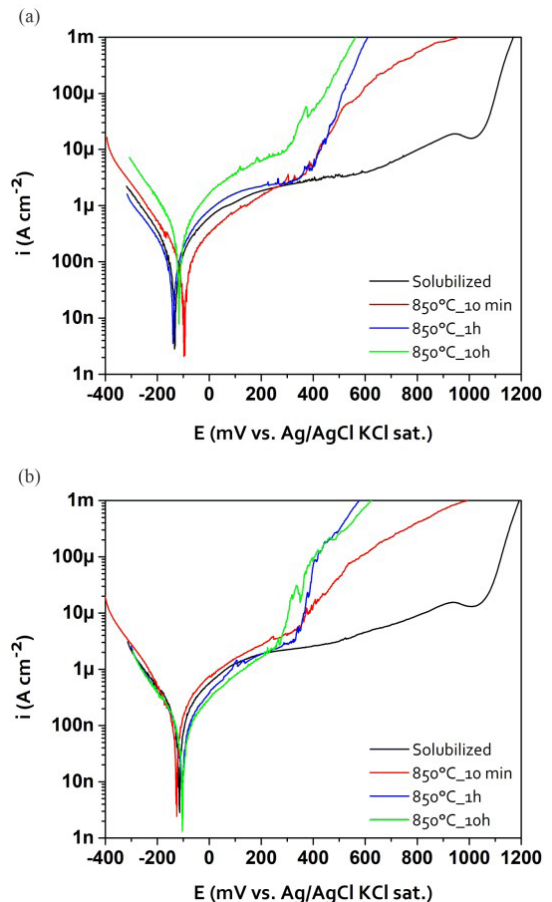 (a)
1m
100µ
10µ
1µ
100n
10n
1n
i (A cm⁻²)
Solubilized
850°C_10 min
850°C_1h
850°C_10h
-400 -200 0 200 400 600 800 1000 1200
E (mV vs. Ag/AgCl KCl sat.)
(b)
1m
100µ
10µ
1µ
100n
10n
1n
i (A cm⁻²)
Solubilized
850°C_10 min
850°C_1h
850°C_10h
-400 -200 0 200 400 600 800 1000 1200
E (mV vs. Ag/AgCl KCl sat.)